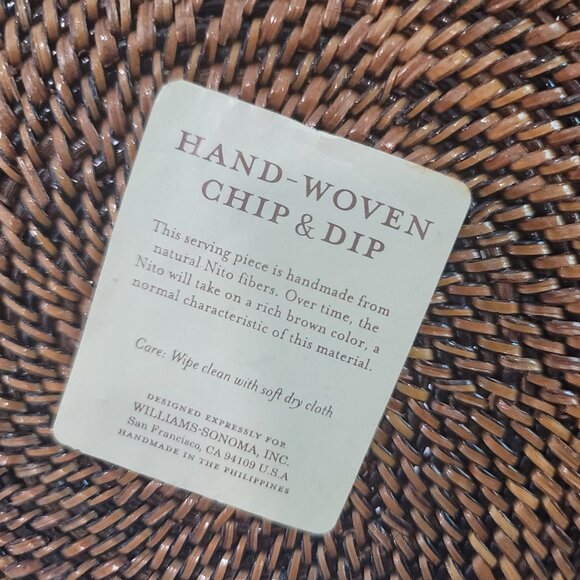 HAND-WOVEN
CHIP & DIP
This serving piece is handmade from
natural Nito fibers. Over time, the
Nito will take on a rich brown color, a
normal characteristic of this material.
Care: Wipe clean with soft dry cloth
DESIGNED EXPRESSLY FOR
WILLIAMS-SONOMA, INC.
San Francisco, CA 94109 U.S.A
HANDMADE IN THE PHILIPPINES